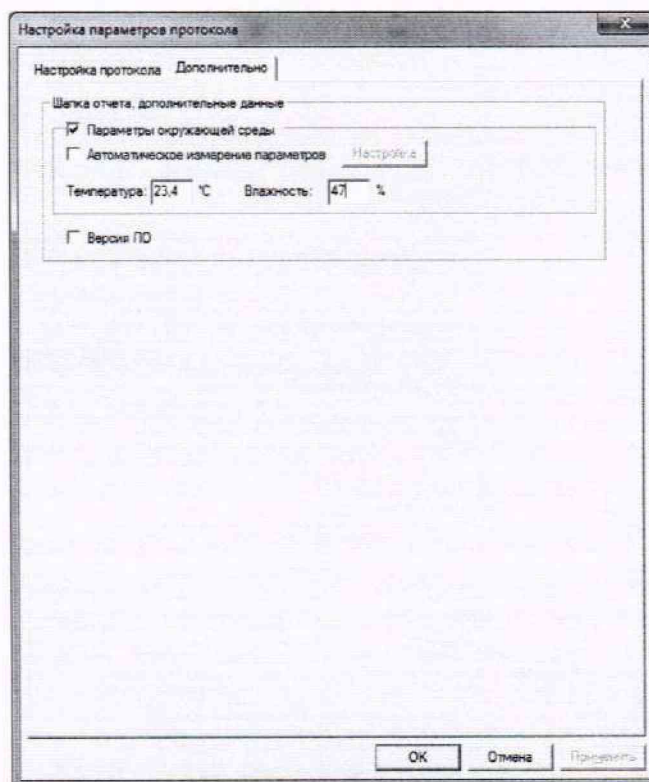 Настройка параметров протокола
X
Настройка протокола Дополнительно
Шапка отчета, дополнительные данные
Параметры окружающей среды
Автоматическое измерение параметров Настройка
Температура: 23,4 °C Влажность: 47 %
Версия ПО
OK Отмена Применить